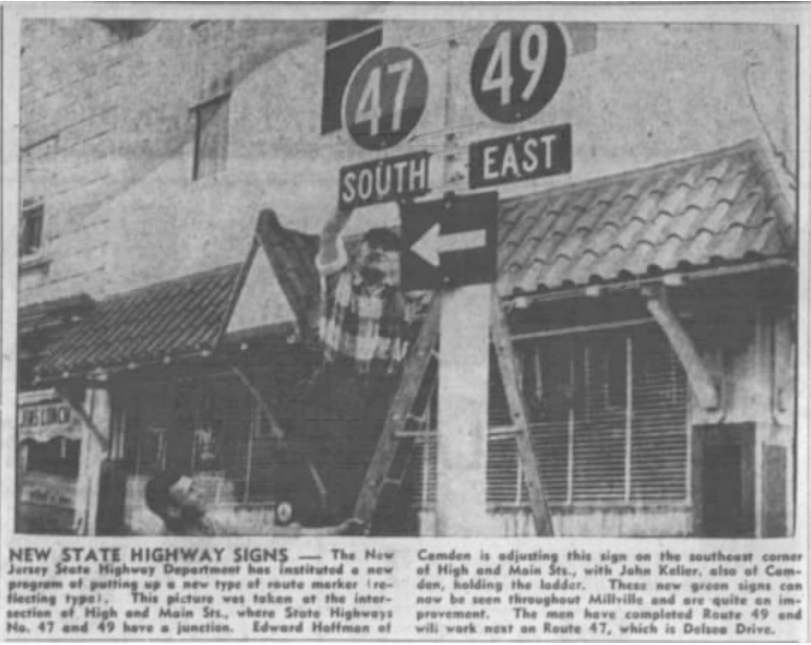 47
49
SOUTH
EAST
LUNCH
NEW STATE HIGHWAY SIGNS — The New
Jersey State Highway Department has instituted a new
program of putting up a new type of route marker (re-
flecting type). This picture was taken at the inter-
section of High and Main Sts., where State Highways
No. 47 and 49 have a junction. Edward Hoffman of
Camden is adjusting this sign on the southeast corner
of High and Main Sts., with John Keller, also of Cam-
den, holding the ladder. These new green signs can
now be seen throughout Millville and are quite an im-
provement. The men have completed Route 49 and
will work next on Route 47, which is Delsea Drive.